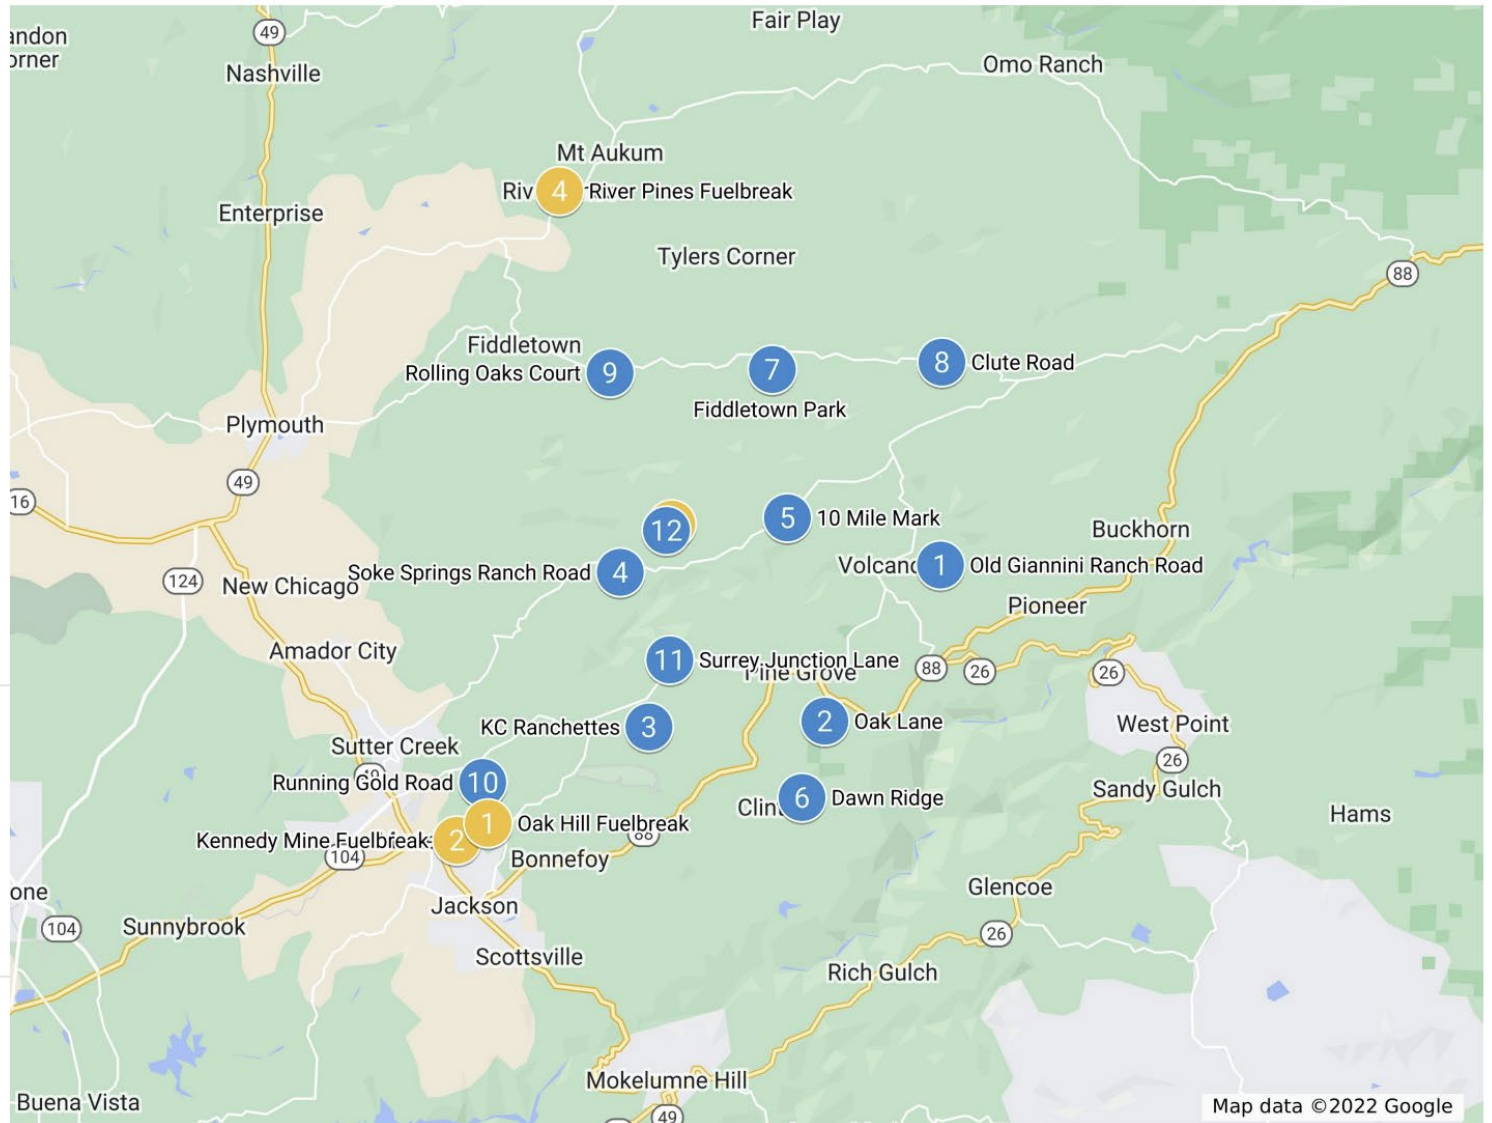 Fair Play
49
andon
orner
Nashville
Omo Ranch
Mt Aukum
Riv
4
River Pines Fuelbreak
Enterprise
Tylers Corner
88
Fiddletown
Rolling Oaks Court
9
7
8
Clute Road
Fiddletown Park
Plymouth
49
16
12
5
10 Mile Mark
Buckhorn
Soke Springs Ranch Road
4
Volcano
1
Old Giannini Ranch Road
124
New Chicago
Pioneer
Amador City
11
Surrey Junction Lane
Pine Grove
88
26
26
KC Ranchettes
3
2
Oak Lane
West Point
Sutter Creek
26
Running Gold Road
10
Clin
6
Dawn Ridge
Sandy Gulch
Hams
Kennedy Mine Fuelbreak
2
1
Oak Hill Fuelbreak
88
104
Bonnefoy
one
Jackson
Glencoe
104
Sunnybrook
26
Scottsville
Rich Gulch
Mokelumne Hill
Buena Vista
49
Map data ©2022 Google